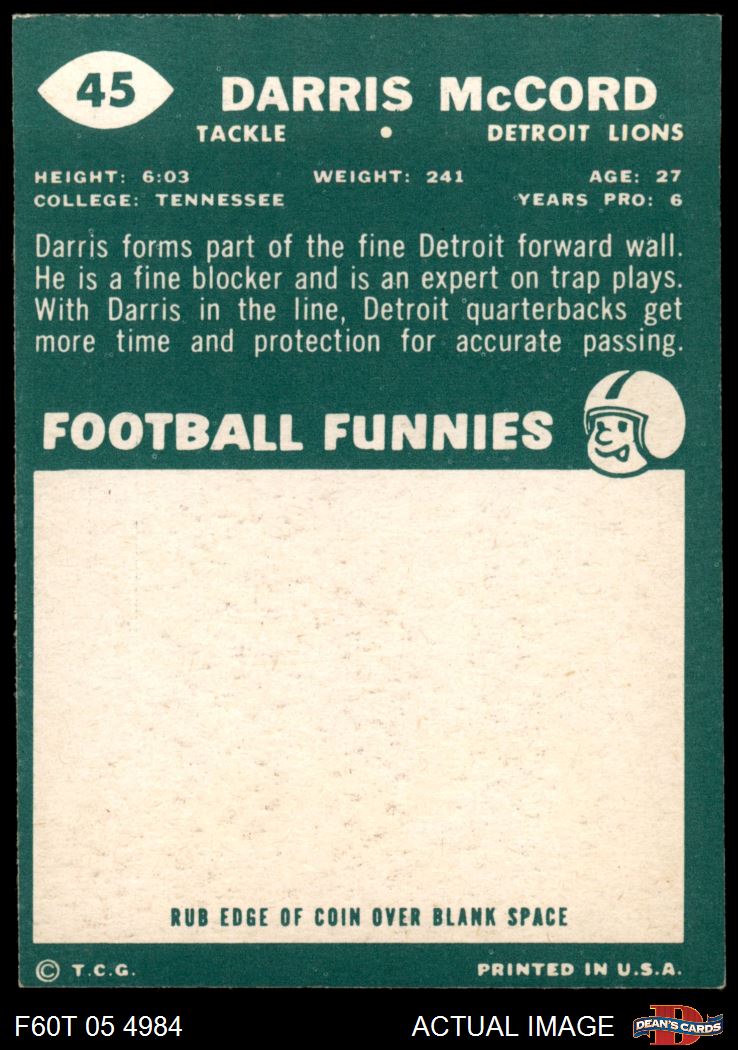 45
DARRIS McCORD
TACKLE • DETROIT LIONS
HEIGHT: 6:03 WEIGHT: 241 AGE: 27
COLLEGE: TENNESSEE YEARS PRO: 6
Darris forms part of the fine Detroit forward wall.
He is a fine blocker and is an expert on trap plays.
With Darris in the line, Detroit quarterbacks get
more time and protection for accurate passing.
FOOTBALL FUNNIES
RUB EDGE OF COIN OVER BLANK SPACE
© T.C.G. PRINTED IN U.S.A.
F60T 05 4984 ACTUAL IMAGE D DEAN'S CARDS